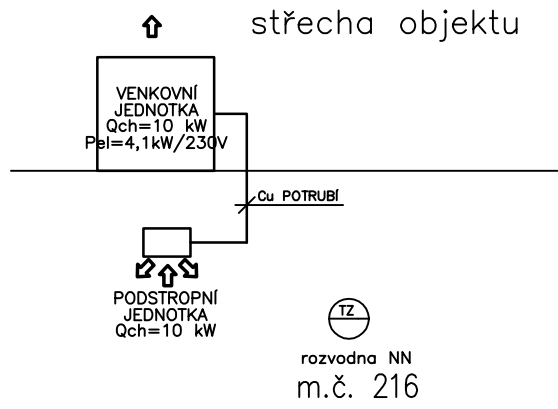 střecha objektu
VENKOVNÍ
JEDNOTKA
Qch=10 kW
Pel=4,1kW/230V
Cu POTRUBÍ
PODSTROPNÍ
JEDNOTKA
Qch=10 kW
TZ
rozvodna NN
m.č. 216